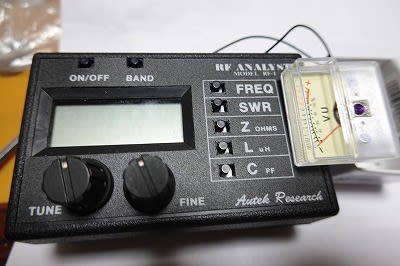 RF ANALYST
MODEL RF-1
ON/OFF
BAND
FREQ
SWR
Z OHMS
L uH
C PF
TUNE
FINE
Autek Research
VU